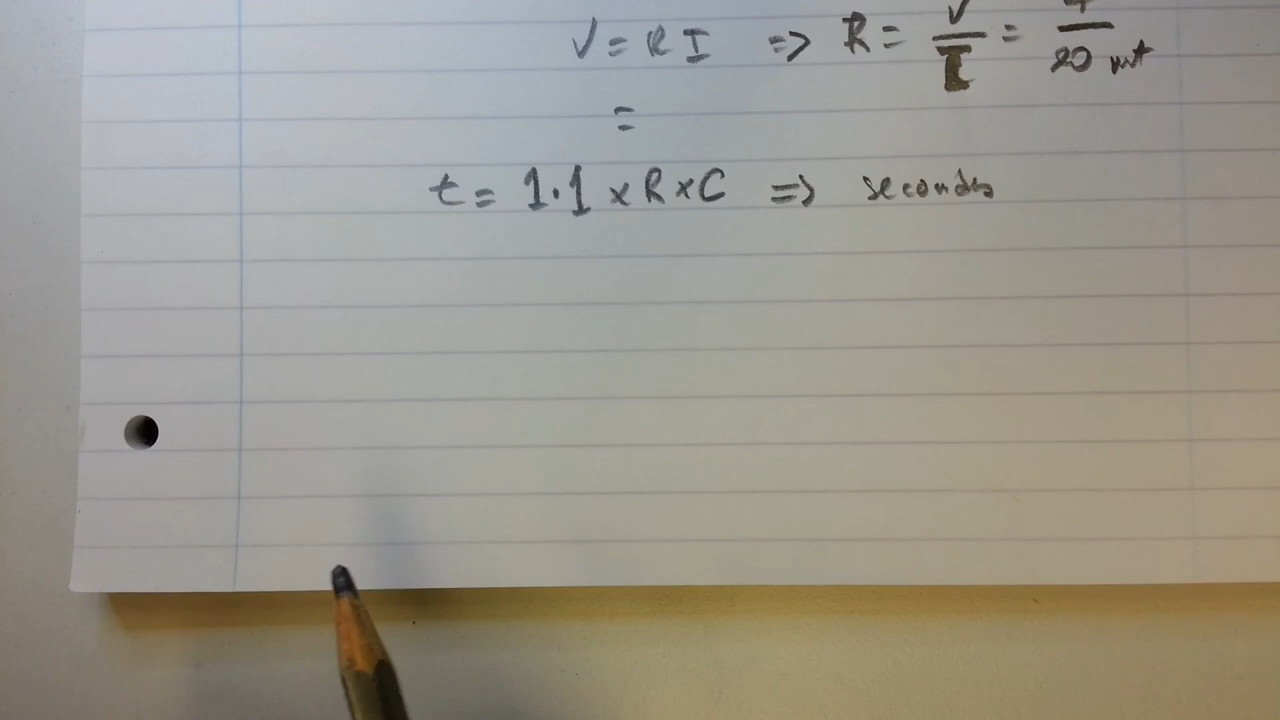 V = R I => R = V/I = /20 mA
=
t = 1.1 x R x C => seconds